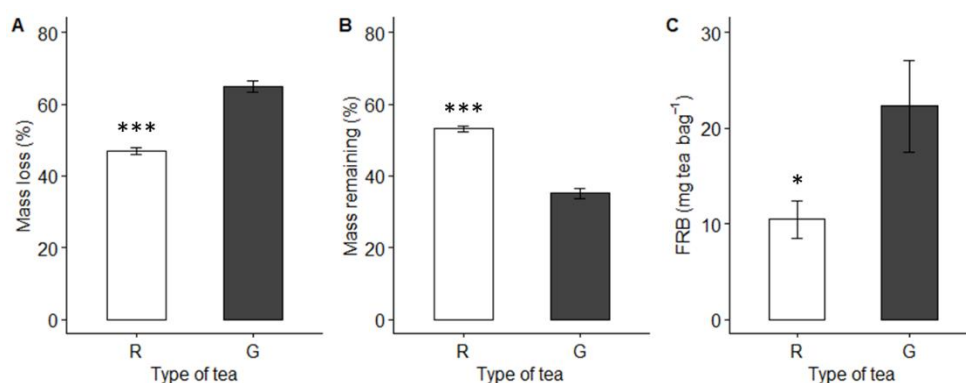 A
Mass loss (%)
80
60
40
20
0
***
R
G
Type of tea
B
Mass remaining (%)
80
60
40
20
0
***
R
G
Type of tea
C
FRB (mg tea bag⁻¹)
30
20
10
0
*
R
G
Type of tea